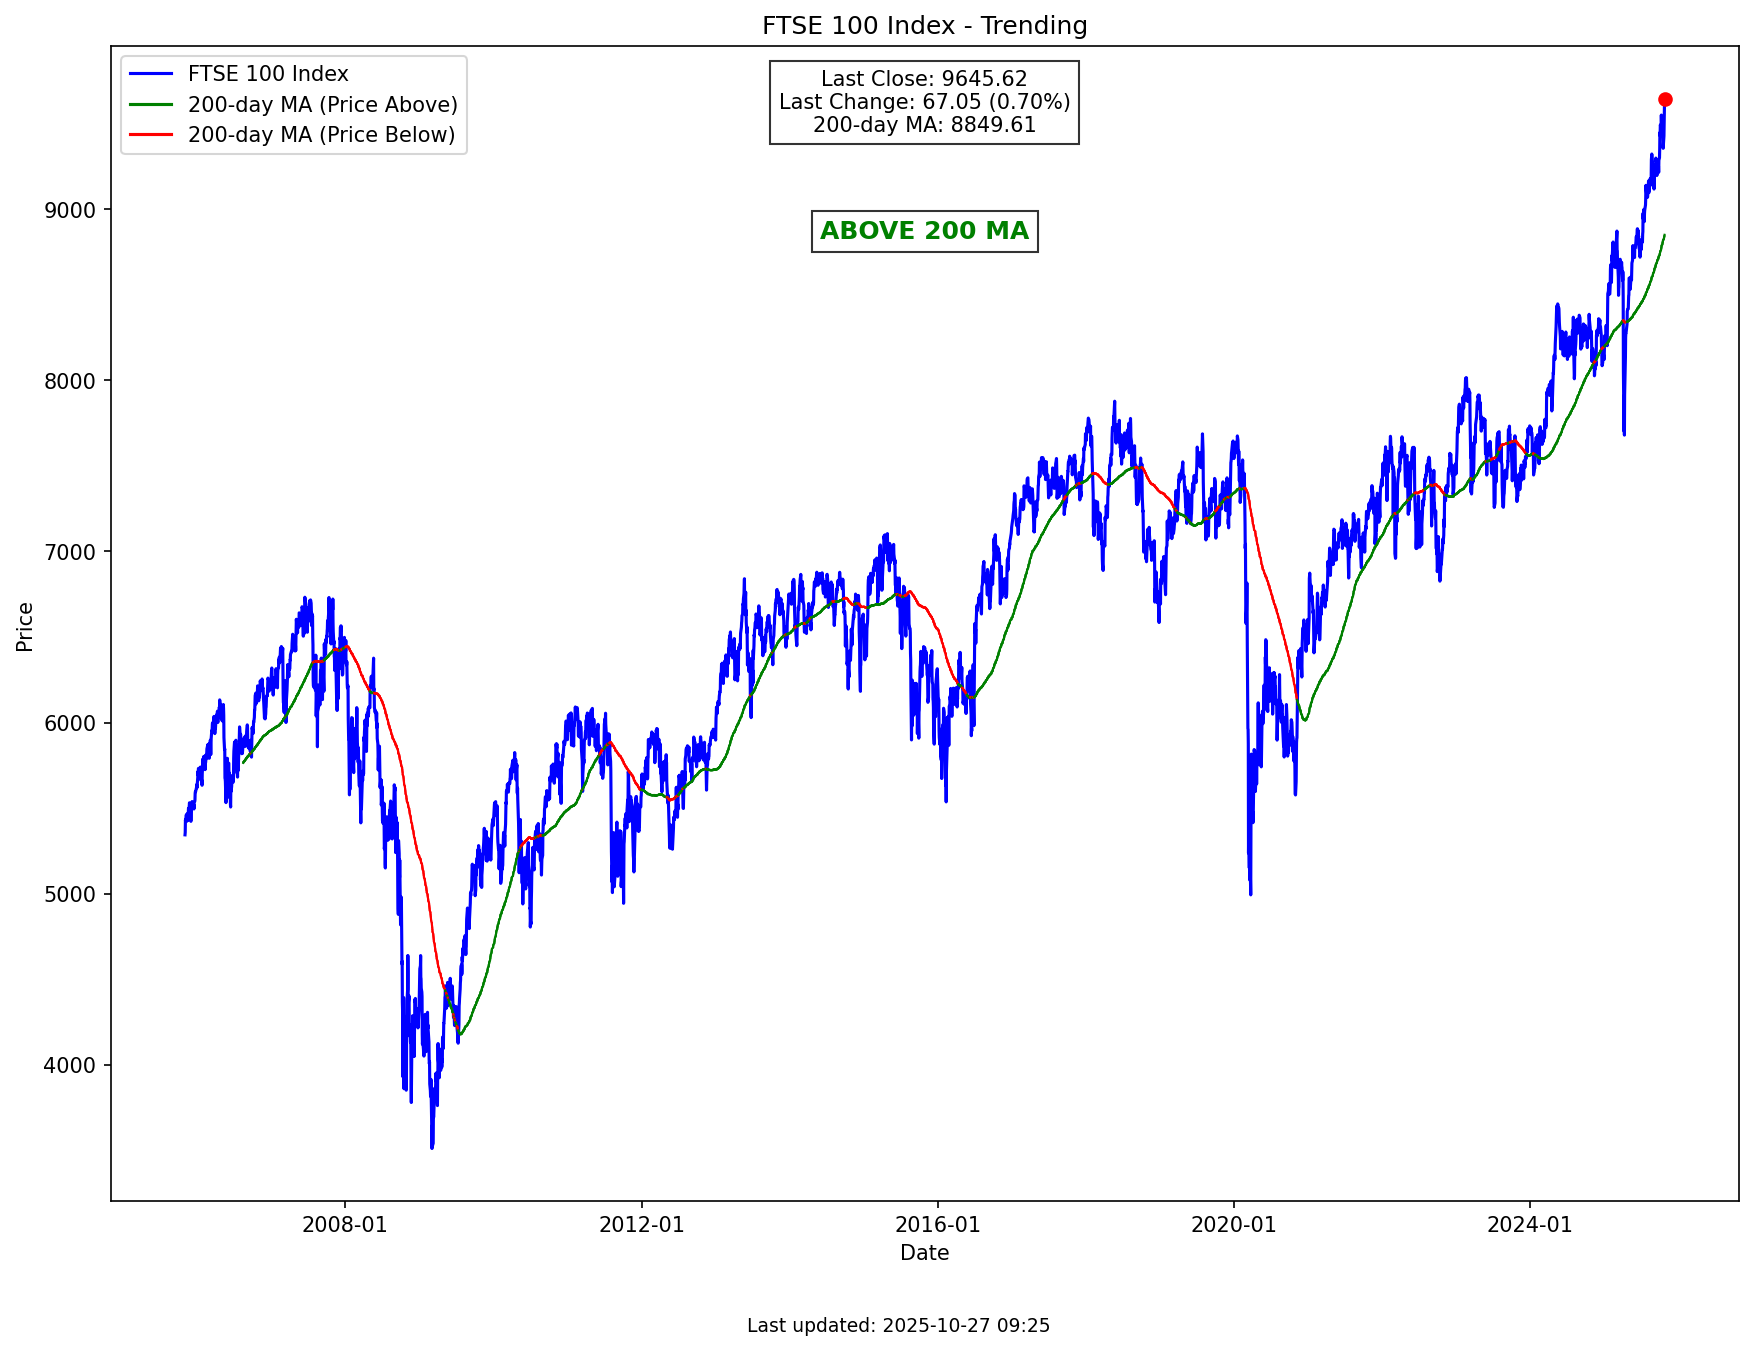 FTSE 100 Index - Trending
FTSE 100 Index
200-day MA (Price Above)
200-day MA (Price Below)
Last Close: 9645.62
Last Change: 67.05 (0.70%)
200-day MA: 8849.61
ABOVE 200 MA
Price
9000
8000
7000
6000
5000
4000
2008-01
2012-01
2016-01
2020-01
2024-01
Date
Last updated: 2025-10-27 09:25